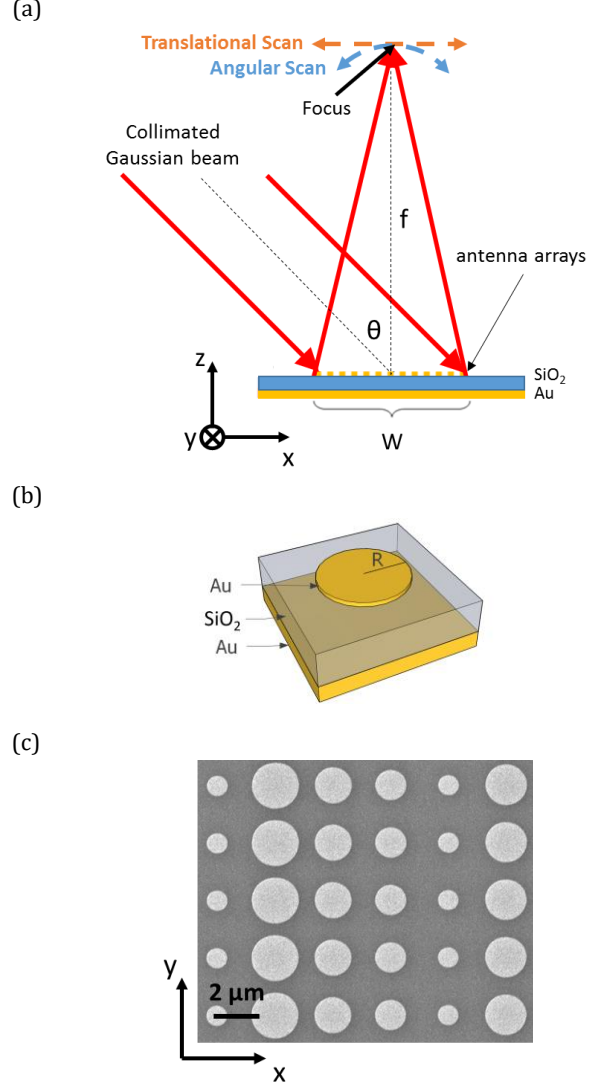 (a)
Translational Scan
Angular Scan
Focus
Collimated
Gaussian beam
f
antenna arrays
θ
z
SiO₂
Au
y
x
W
(b)
R
Au
SiO₂
Au
(c)
y
2 µm
x